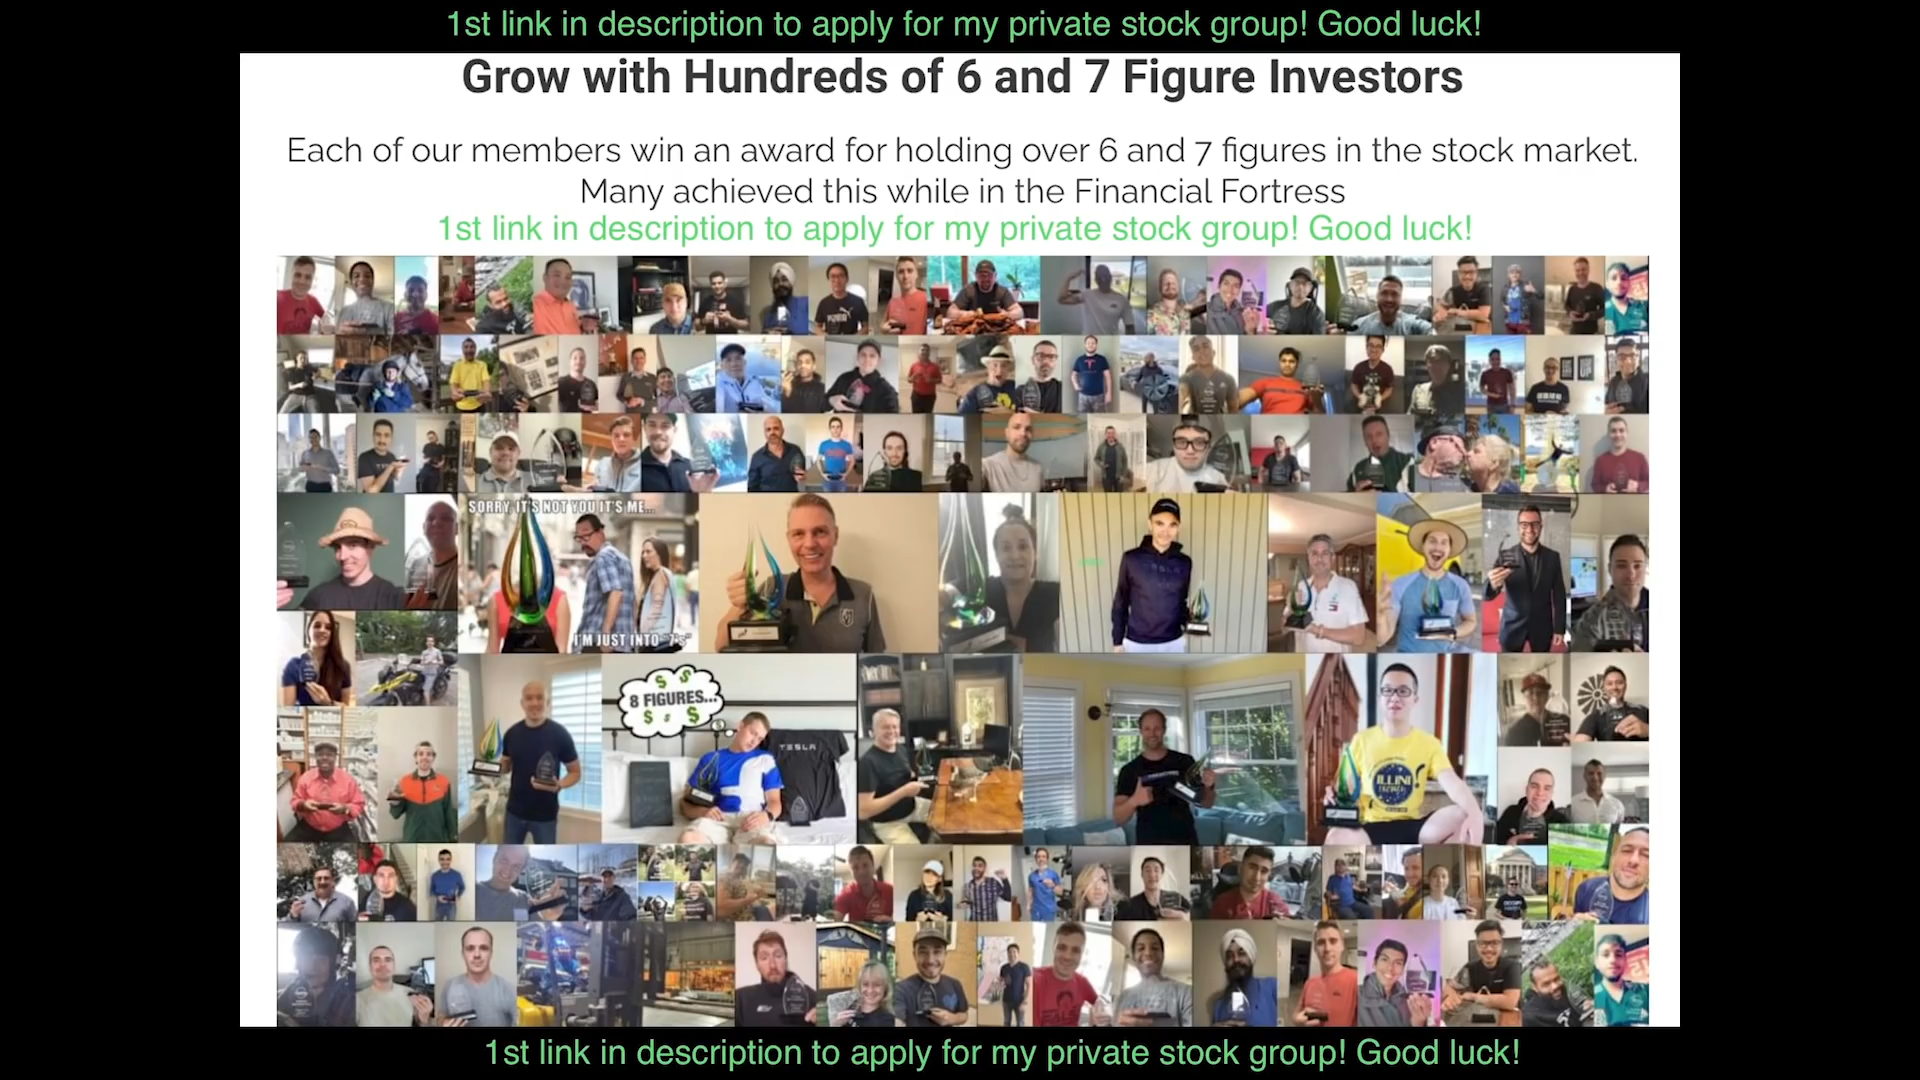 1st link in description to apply for my private stock group! Good luck!
Grow with Hundreds of 6 and 7 Figure Investors
Each of our members win an award for holding over 6 and 7 figures in the stock market.
Many achieved this while in the Financial Fortress
1st link in description to apply for my private stock group! Good luck!
SORRY, IT'S NOT YOU IT'S ME...
I'M JUST INTO "7's"
8 FIGURES...
$ $
$ $ $
TESLA
ILLINI
1st link in description to apply for my private stock group! Good luck!